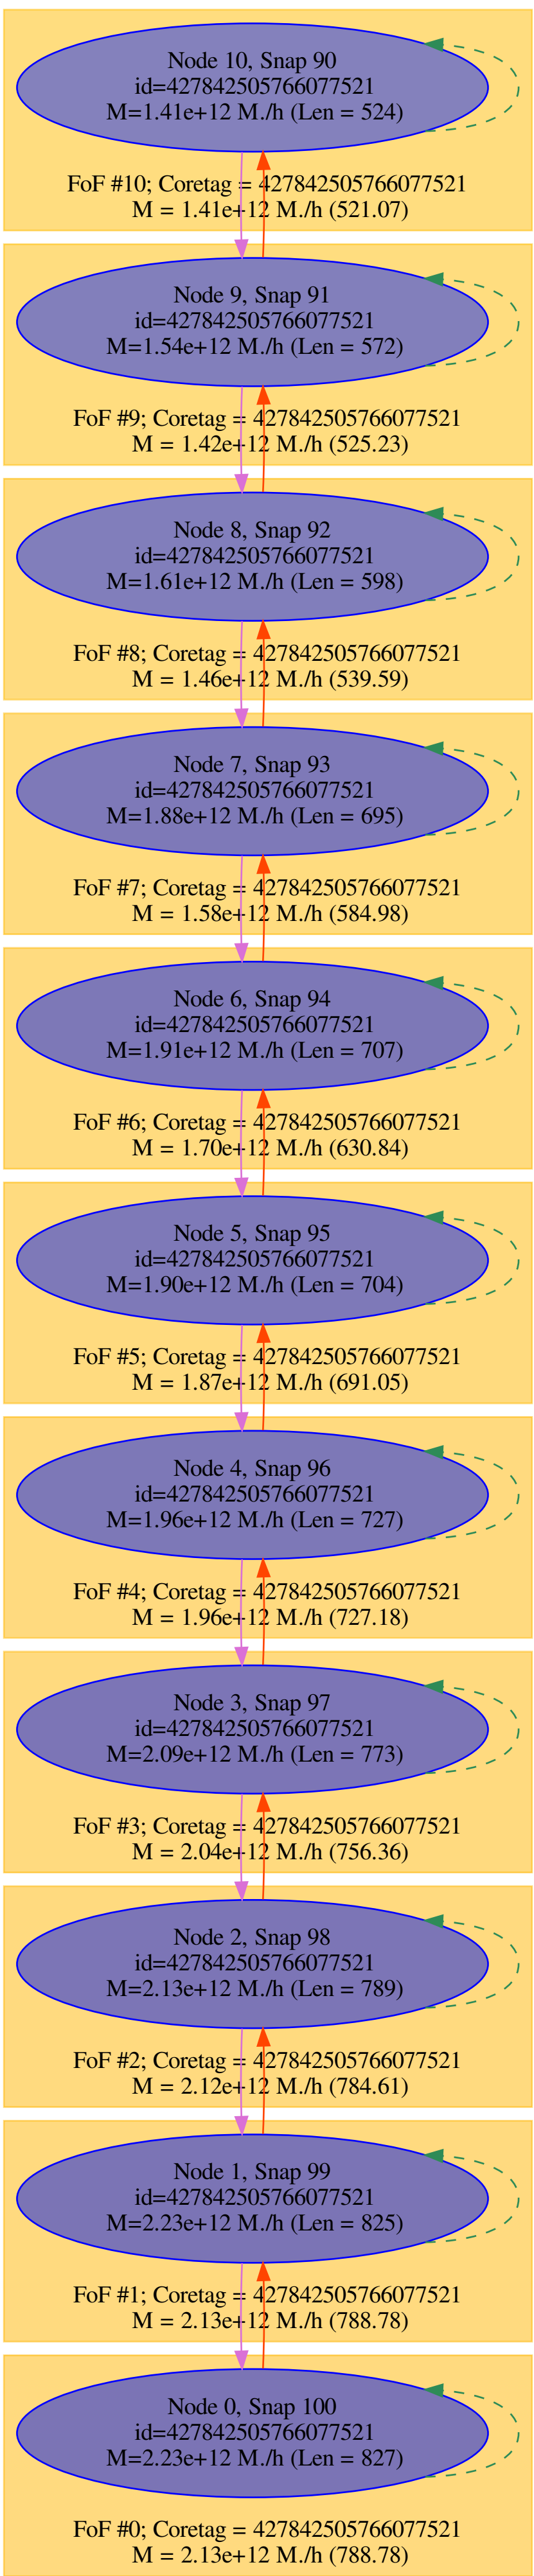 Node 10, Snap 90
id=427842505766077521
M=1.41e+12 M./h (Len = 524)
FoF #10; Coretag = 427842505766077521
M = 1.41e+12 M./h (521.07)
Node 9, Snap 91
id=427842505766077521
M=1.54e+12 M./h (Len = 572)
FoF #9; Coretag = 427842505766077521
M = 1.42e+12 M./h (525.23)
Node 8, Snap 92
id=427842505766077521
M=1.61e+12 M./h (Len = 598)
FoF #8; Coretag = 427842505766077521
M = 1.46e+12 M./h (539.59)
Node 7, Snap 93
id=427842505766077521
M=1.88e+12 M./h (Len = 695)
FoF #7; Coretag = 427842505766077521
M = 1.58e+12 M./h (584.98)
Node 6, Snap 94
id=427842505766077521
M=1.91e+12 M./h (Len = 707)
FoF #6; Coretag = 427842505766077521
M = 1.70e+12 M./h (630.84)
Node 5, Snap 95
id=427842505766077521
M=1.90e+12 M./h (Len = 704)
FoF #5; Coretag = 427842505766077521
M = 1.87e+12 M./h (691.05)
Node 4, Snap 96
id=427842505766077521
M=1.96e+12 M./h (Len = 727)
FoF #4; Coretag = 427842505766077521
M = 1.96e+12 M./h (727.18)
Node 3, Snap 97
id=427842505766077521
M=2.09e+12 M./h (Len = 773)
FoF #3; Coretag = 427842505766077521
M = 2.04e+12 M./h (756.36)
Node 2, Snap 98
id=427842505766077521
M=2.13e+12 M./h (Len = 789)
FoF #2; Coretag = 427842505766077521
M = 2.12e+12 M./h (784.61)
Node 1, Snap 99
id=427842505766077521
M=2.23e+12 M./h (Len = 825)
FoF #1; Coretag = 427842505766077521
M = 2.13e+12 M./h (788.78)
Node 0, Snap 100
id=427842505766077521
M=2.23e+12 M./h (Len = 827)
FoF #0; Coretag = 427842505766077521
M = 2.13e+12 M./h (788.78)